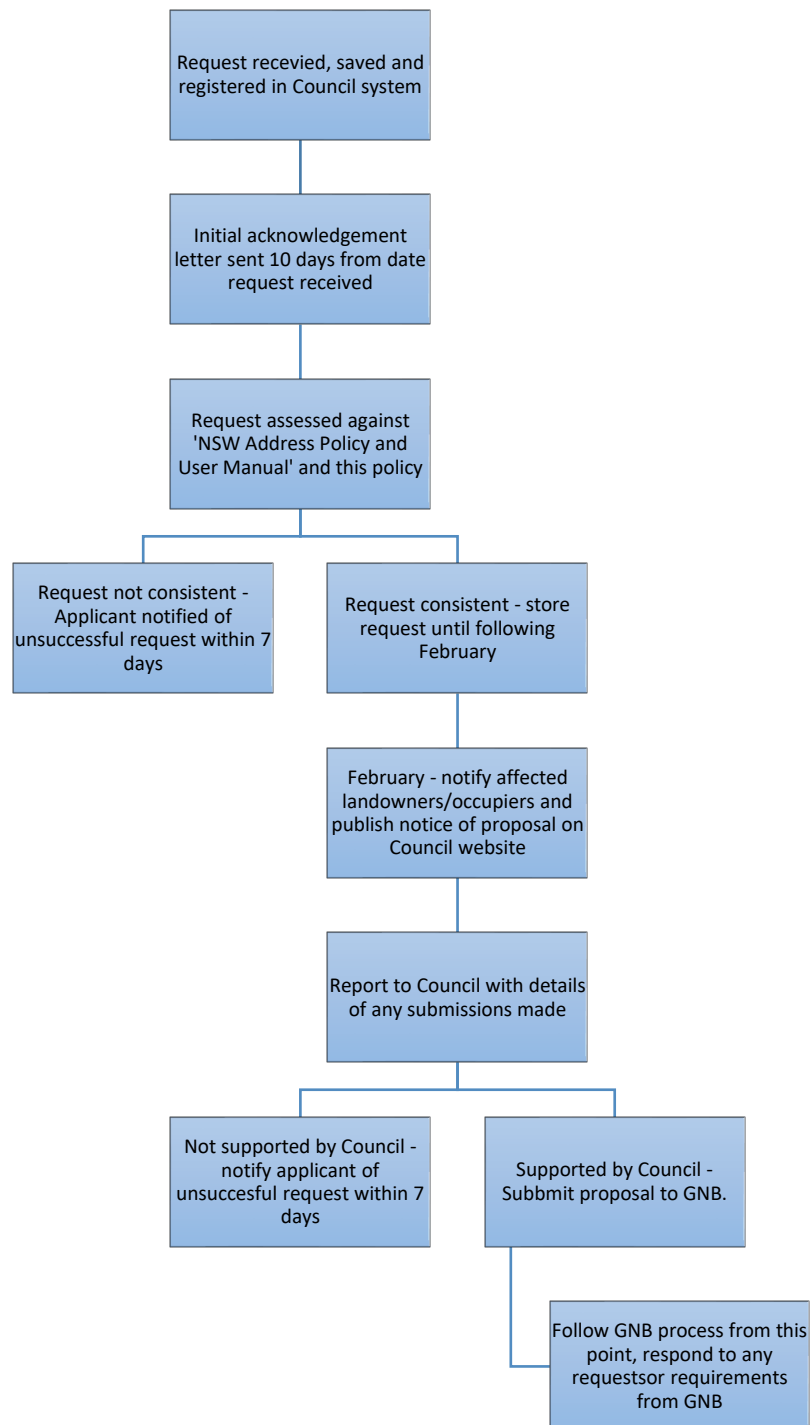 Request recevied, saved and
registered in Council system
Initial acknowledgement
letter sent 10 days from date
request received
Request assessed against
'NSW Address Policy and
User Manual' and this policy
Request not consistent -
Applicant notified of
unsuccessful request within 7
days
Request consistent - store
request until following
February
February - notify affected
landowners/occupiers and
publish notice of proposal on
Council website
Report to Council with details
of any submissions made
Not supported by Council -
notify applicant of
unsuccesful request within 7
days
Supported by Council -
Subbmit proposal to GNB.
Follow GNB process from this
point, respond to any
requestsor requirements
from GNB